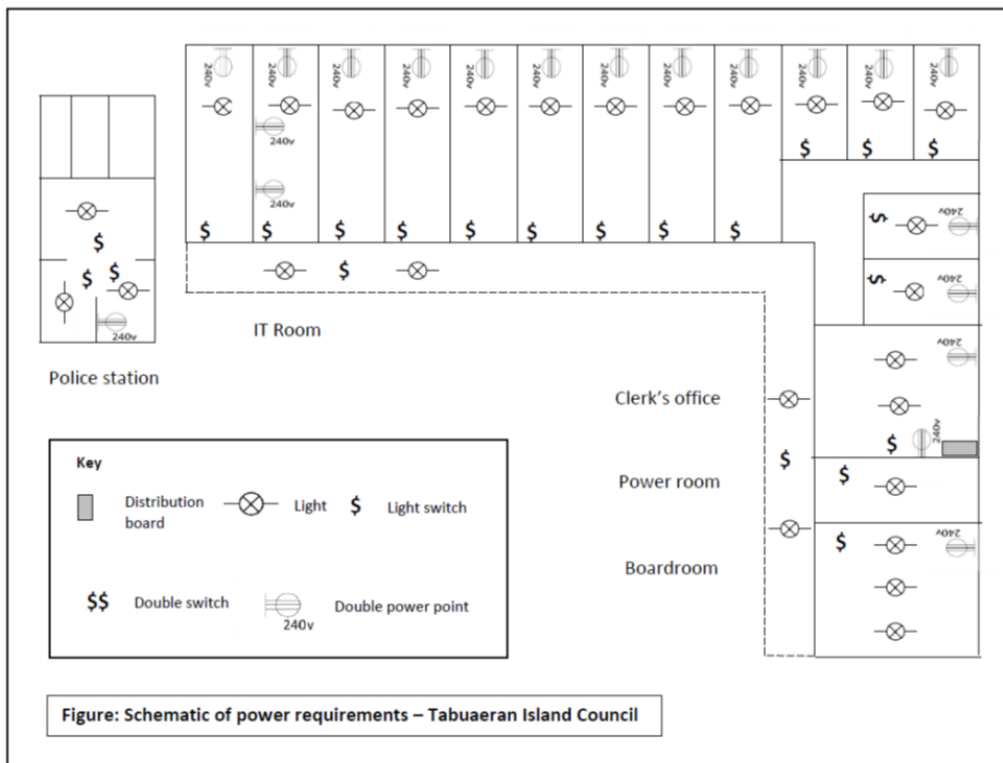 240v 240v 240v 240v 240v 240v 240v 240v 240v 240v 240v 240v
240v
$ $ $
240v
$ 240v
$ $ $ $ $ $ $ $ $
$
$ $ $ $ 240v
IT Room
240v 240v
Police station
Clerk's office
240v
$
$
Power room $
$ 240v
Boardroom
Key
Distribution board
Light
$ Light switch
$$ Double switch
240v Double power point
Figure: Schematic of power requirements – Tabuaeran Island Council